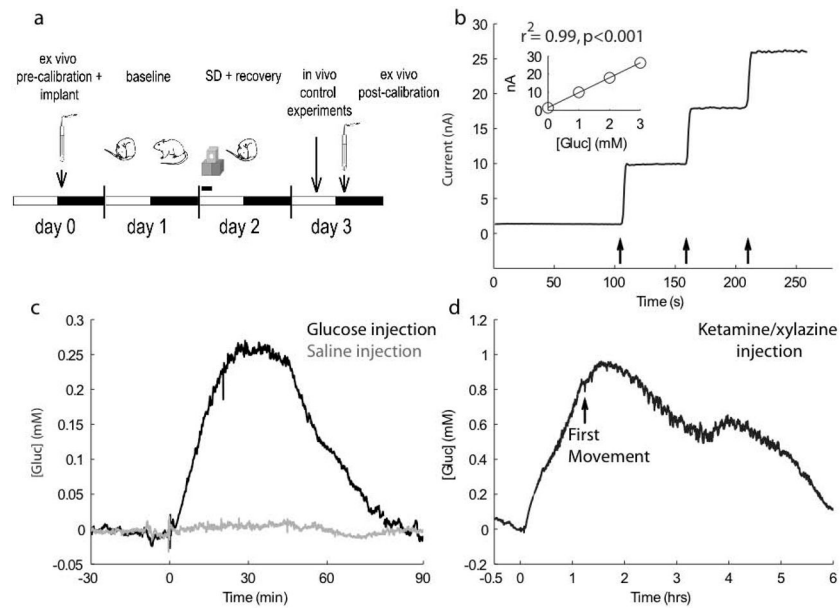 a
ex vivo
pre-calibration +
implant
baseline
SD + recovery
in vivo
control
experiments
ex vivo
post-calibration
day 0
day 1
day 2
day 3
b
r2= 0.99, p<0.001
nA
30
20
10
0
0 1 2 3
[Gluc] (mM)
Current (nA)
30
25
20
15
10
5
0
0 50 100 150 200 250
Time (s)
c
Glucose injection
Saline injection
[Gluc] (mM)
0.3
0.25
0.2
0.15
0.1
0.05
0
-0.05
-30 0 30 60 90
Time (min)
d
Ketamine/xylazine
injection
First
Movement
[Gluc] (mM)
1.2
1
0.8
0.6
0.4
0.2
0
-0.2
-0.5 0 1 2 3 4 5 6
Time (hrs)